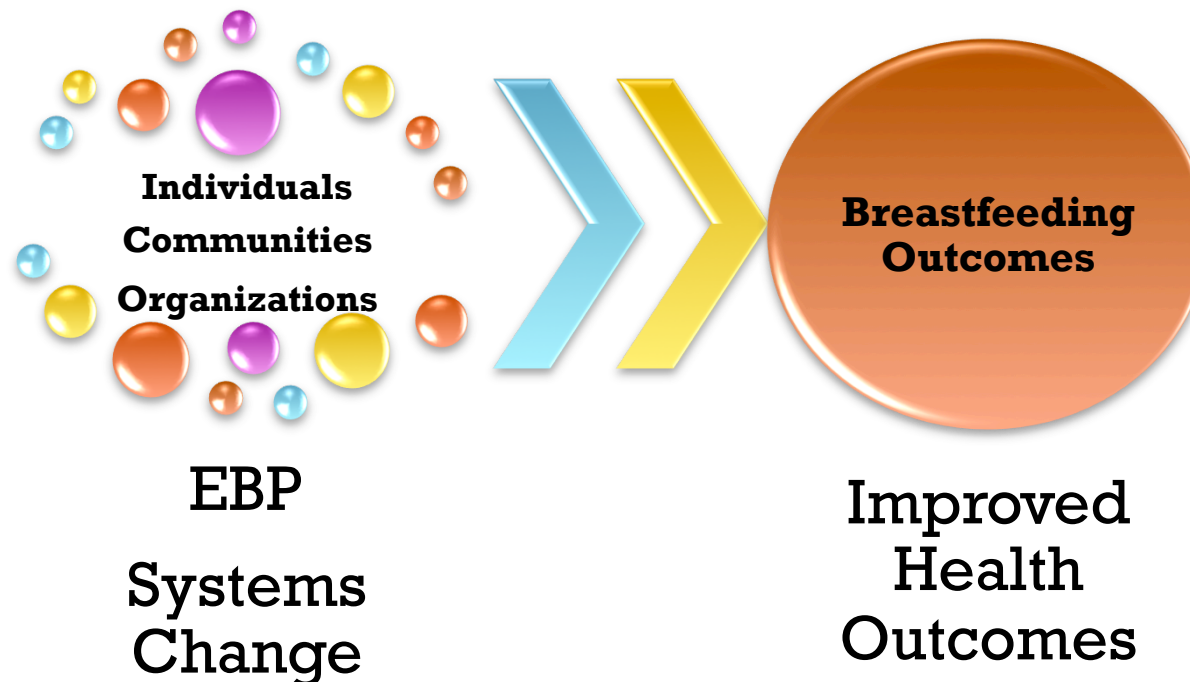 Individuals
Communities
Organizations
Breastfeeding
Outcomes
EBP
Systems
Change
Improved
Health
Outcomes